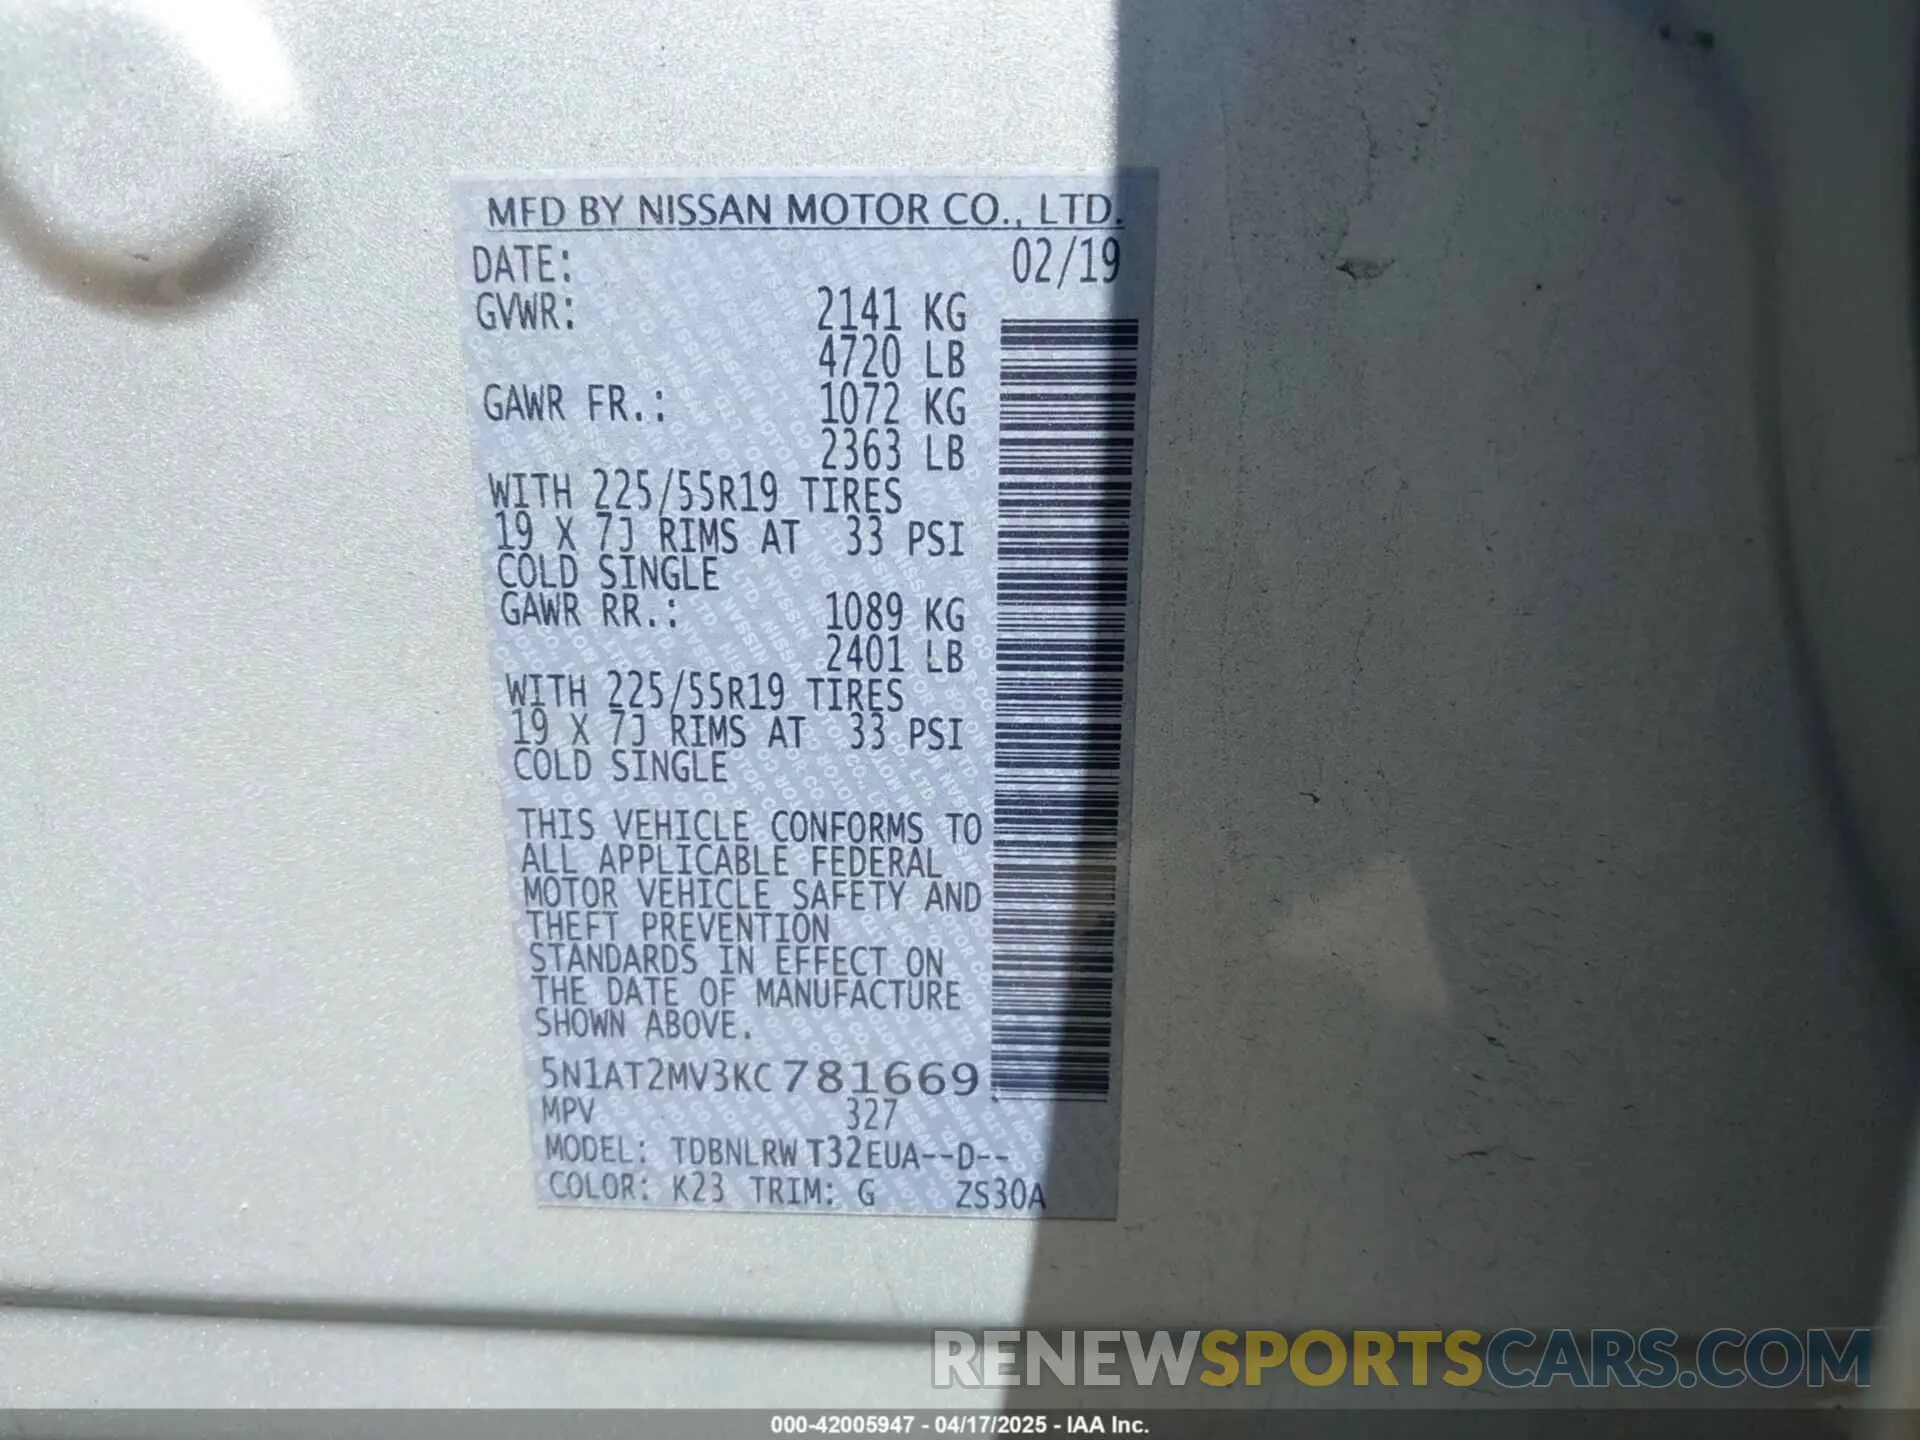 MFD BY NISSAN MOTOR CO., LTD.
DATE: 02/19
GVWR: 2141 KG
4720 LB
GAWR FR.: 1072 KG
2363 LB
WITH 225/55R19 TIRES
19 X 7J RIMS AT 33 PSI
COLD SINGLE
GAWR RR.: 1089 KG
2401 LB
WITH 225/55R19 TIRES
19 X 7J RIMS AT 33 PSI
COLD SINGLE
THIS VEHICLE CONFORMS TO
ALL APPLICABLE FEDERAL
MOTOR VEHICLE SAFETY AND
THEFT PREVENTION
STANDARDS IN EFFECT ON
THE DATE OF MANUFACTURE
SHOWN ABOVE.
5N1AT2MV3KC781669
MPV 327
MODEL: TDBNLRW T32EUA--D--
COLOR: K23 TRIM: G ZS30A
RENEWSPORTSCARS.COM
000-42005947 - 04/17/2025 - IAA Inc.